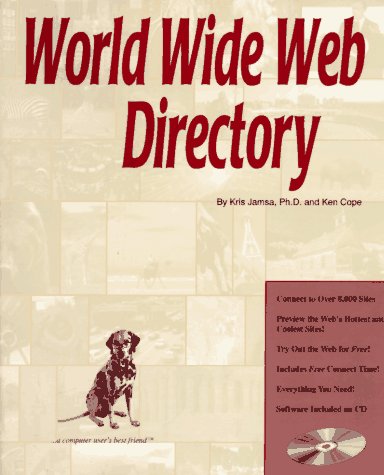 World Wide Web
Directory
By Kris Jamsa, Ph.D. and Ken Cope
Connect to Over 8,000 Sites
Preview the Web's Hottest and
Coolest Sites!
Try Out the Web for Free!
Includes Free Connect Time!
Everything You Need!
Software Included on CD
...a computer user's best friend™